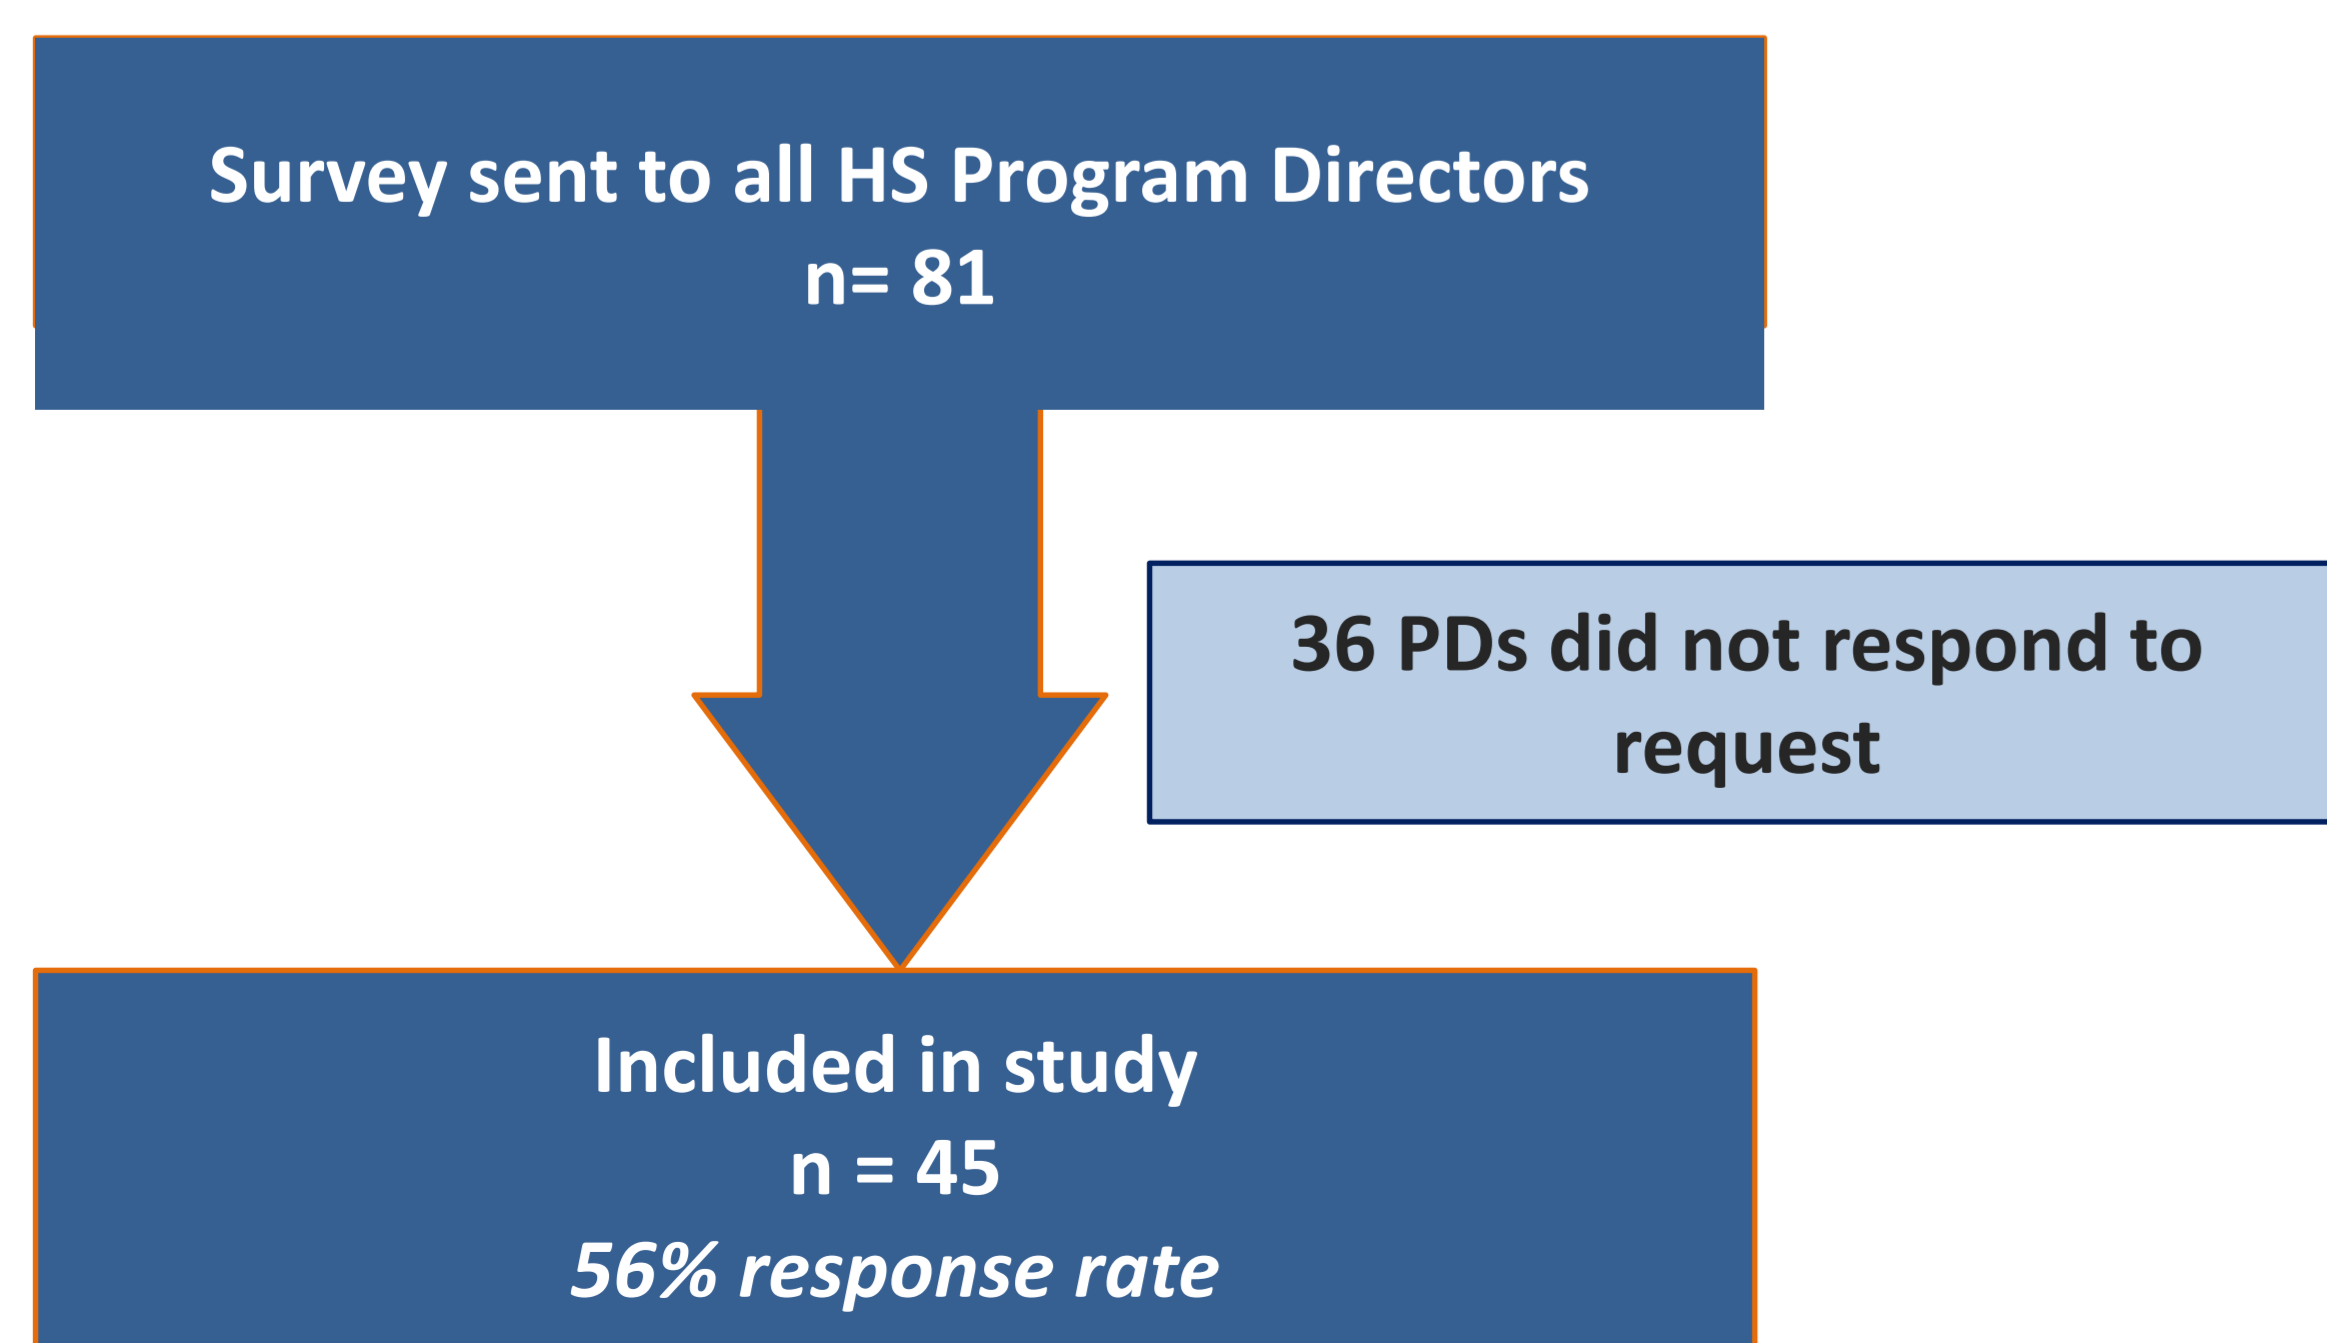 Survey sent to all HS Program Directors
n= 81
36 PDs did not respond to
request
Included in study
n = 45
56% response rate